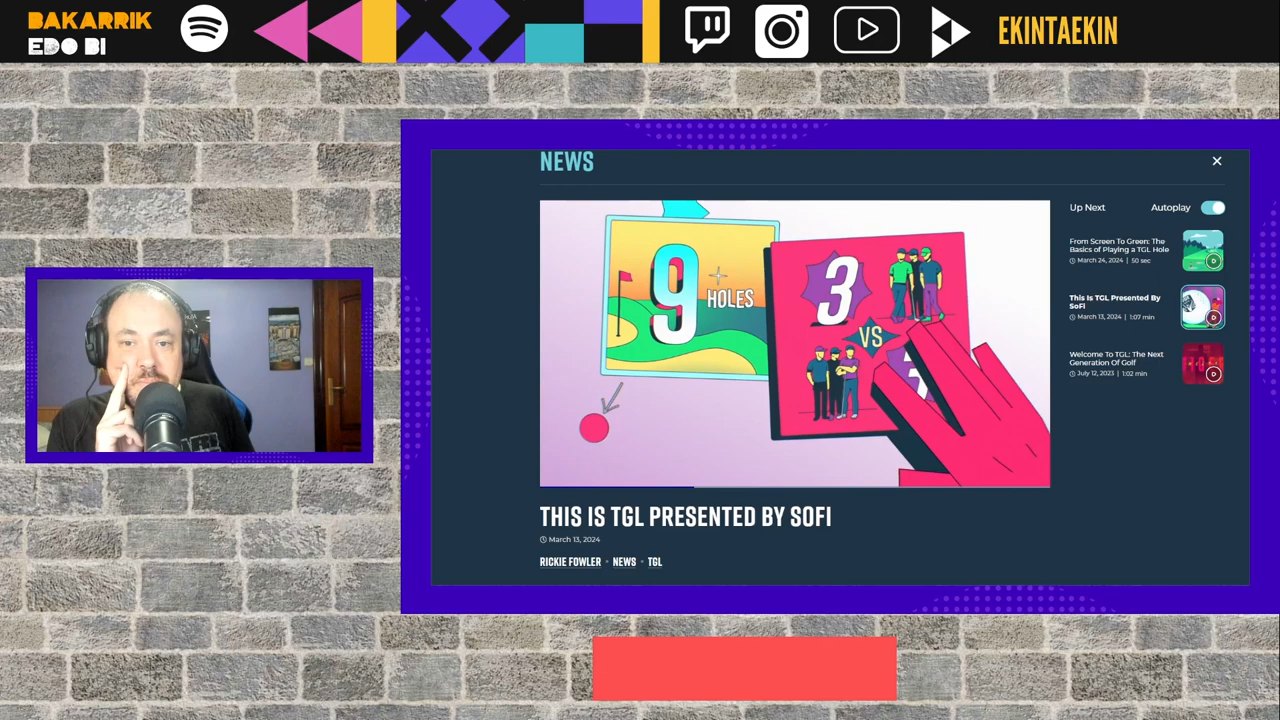 BAKARRIK
EDO BI
EKINTAEKIN
NEWS
Up Next
Autoplay
9
HOLES
3
VS
From Screen To Green: The
Basics of Playing a TGL Hole
March 24, 2024 | 50 sec
This Is TGL Presented By
SoFi
March 13, 2024 | 1:07 min
Welcome To TGL: The Next
Generation Of Golf
July 12, 2023 | 1:02 min
THIS IS TGL PRESENTED BY SOFI
March 13, 2024
RICKIE FOWLER • NEWS • TGL